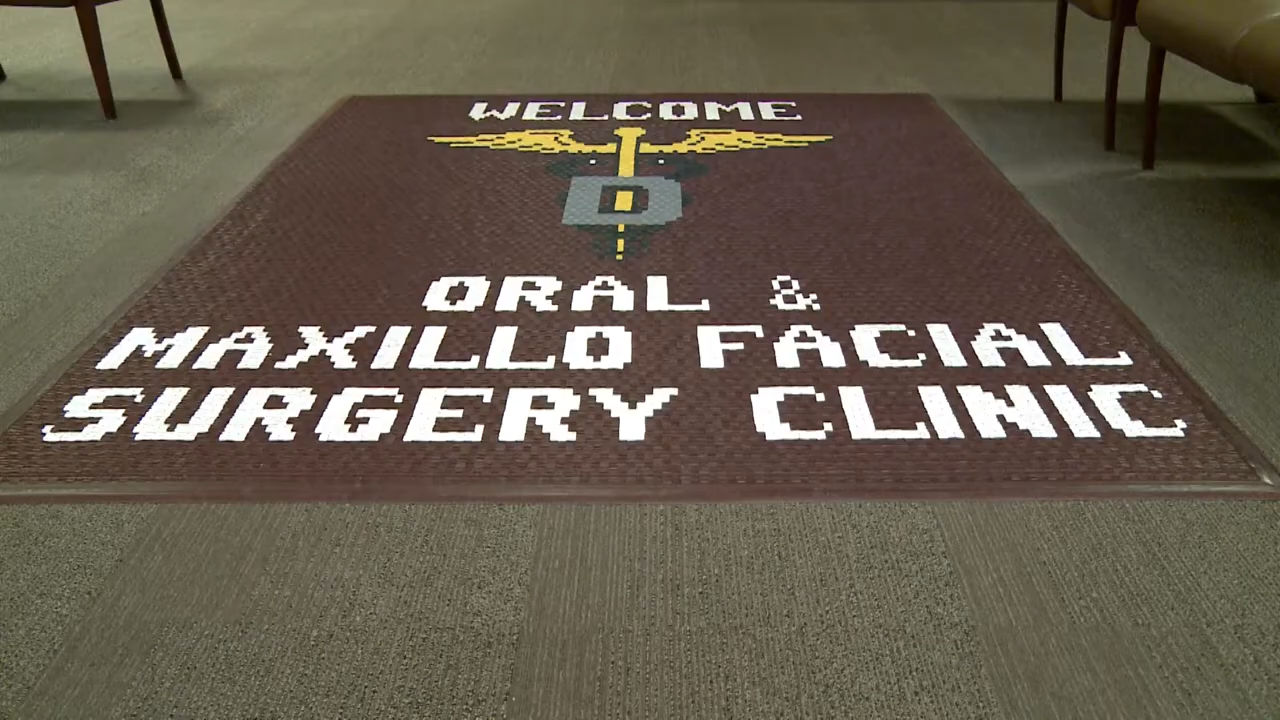 WELCOME
D
ORAL &
MAXILLO FACIAL
SURGERY CLINIC